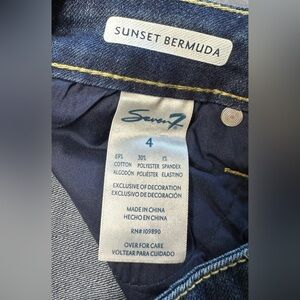 SUNSET BERMUDA
Seven7
4
69% 30% 1%
COTTON POLYESTER SPANDEX
ALGODÓN POLIÉSTER ELASTINO
EXCLUSIVE OF DECORATION
EXCLUSIVO DE DECORACIÓN
MADE IN CHINA
HECHO EN CHINA
RN#109890
OVER FOR CARE
VOLTEAR PARA CUIDADO